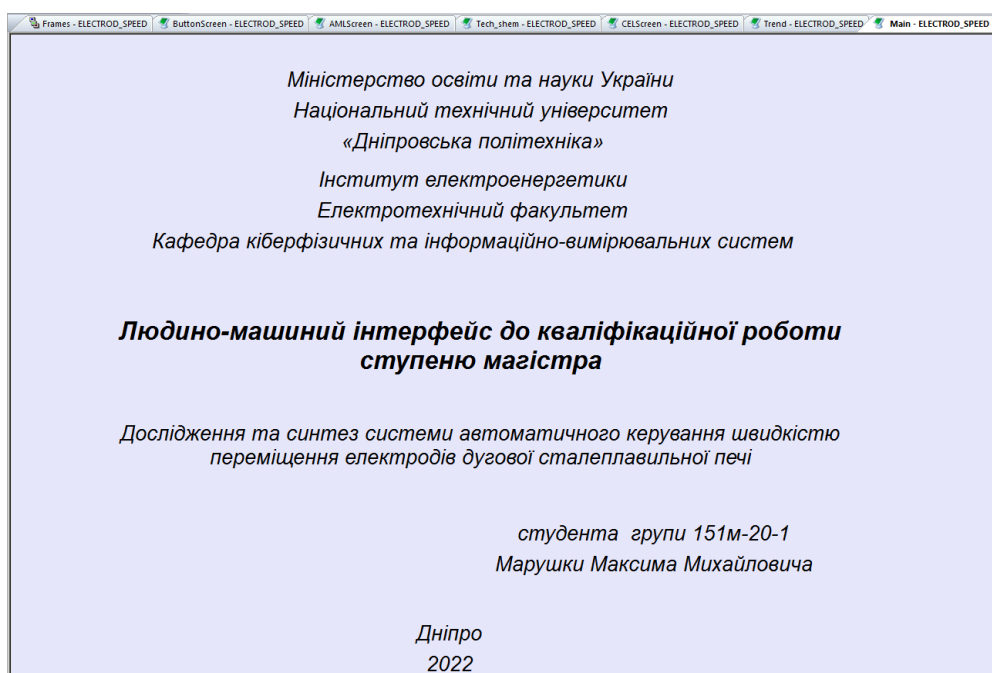 Frames - ELECTROD_SPEED ButtonScreen - ELECTROD_SPEED AMLScreen - ELECTROD_SPEED Tech_shem - ELECTROD_SPEED CELScreen - ELECTROD_SPEED Trend - ELECTROD_SPEED Main - ELECTROD_SPEED
Міністерство освіти та науки України
Національний технічний університет
«Дніпровська політехніка»
Інститут електроенергетики
Електротехнічний факультет
Кафедра кіберфізичних та інформаційно-вимірювальних систем
Людино-машиний інтерфейс до кваліфікаційної роботи
ступеню магістра
Дослідження та синтез системи автоматичного керування швидкістю
переміщення електродів дугової сталеплавильної печі
студента групи 151м-20-1
Марушки Максима Михайловича
Дніпро
2022